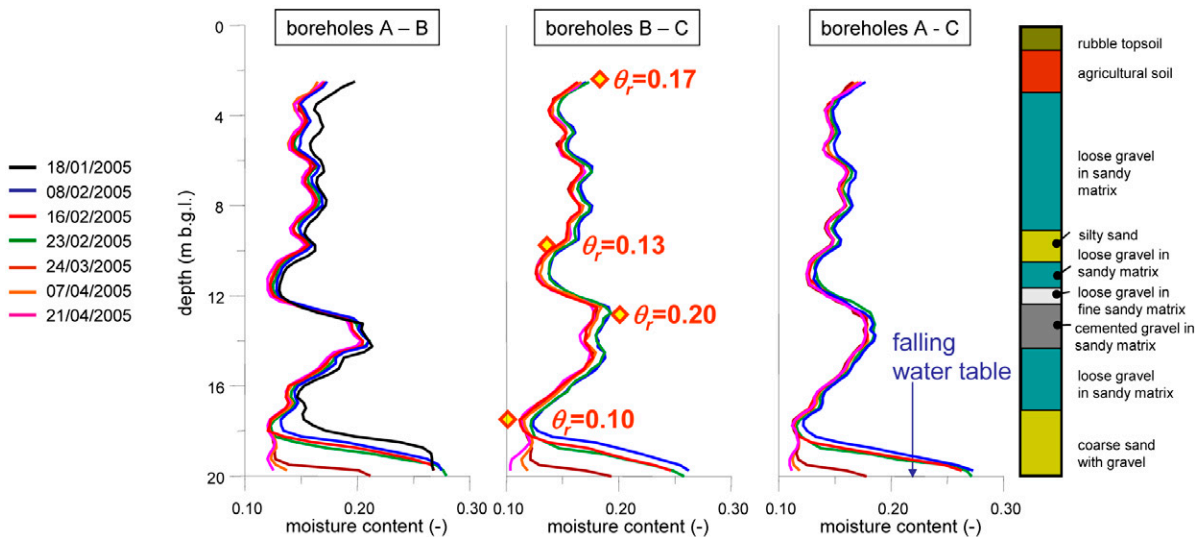 boreholes A – B
boreholes B – C
boreholes A - C
0
4
8
12
16
20
depth (m b.g.l.)
18/01/2005
08/02/2005
16/02/2005
23/02/2005
24/03/2005
07/04/2005
21/04/2005
θr=0.17
θr=0.13
θr=0.20
θr=0.10
falling
water table
0.10
0.20
0.30
moisture content (-)
0.10
0.20
0.30
moisture content (-)
0.10
0.20
0.30
moisture content (-)
rubble topsoil
agricultural soil
loose gravel
in sandy
matrix
silty sand
loose gravel in
sandy matrix
loose gravel in
fine sandy matrix
cemented gravel in
sandy matrix
loose gravel
in sandy matrix
coarse sand
with gravel